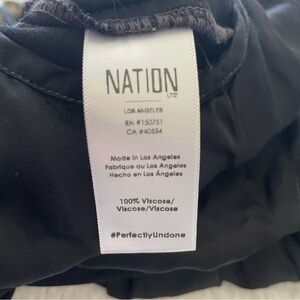 NATION
LTD
LOS ANGELES
RN #150751
CA #40554
Made in Los Angeles
Fabrique au Los Angeles
Hecho en Los Ángeles
100% Viscose/
Viscose/Viscose
#PerfectlyUndone